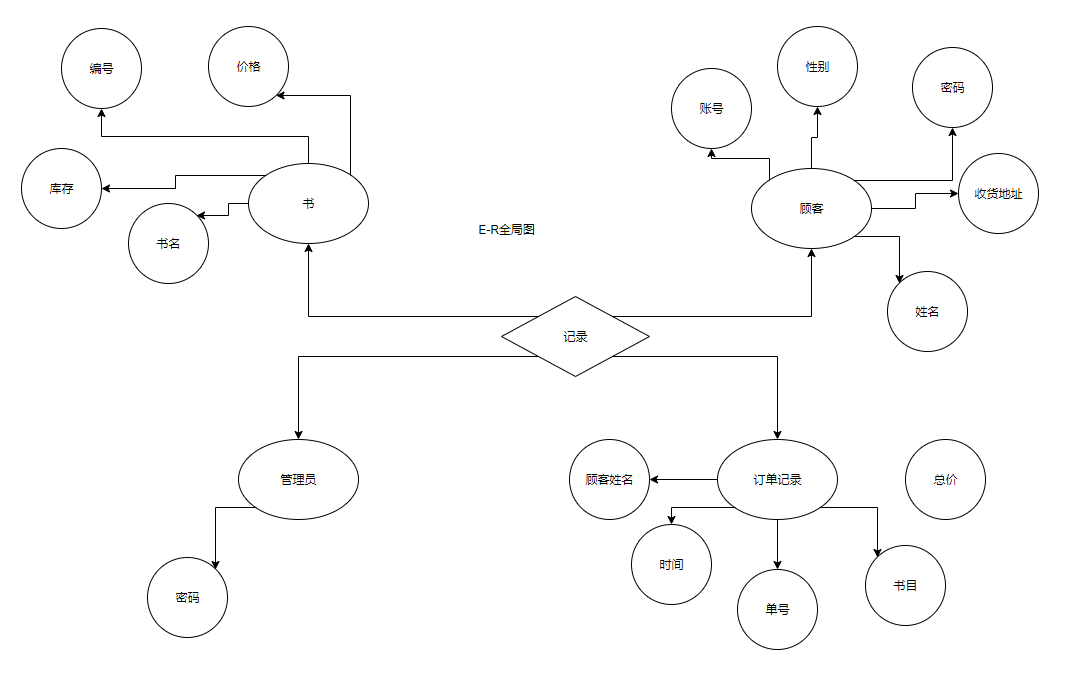 编号
价格
性别
密码
账号
库存
书
收货地址
顾客
书名
E-R全局图
姓名
记录
管理员
顾客姓名
订单记录
总价
时间
书目
密码
单号